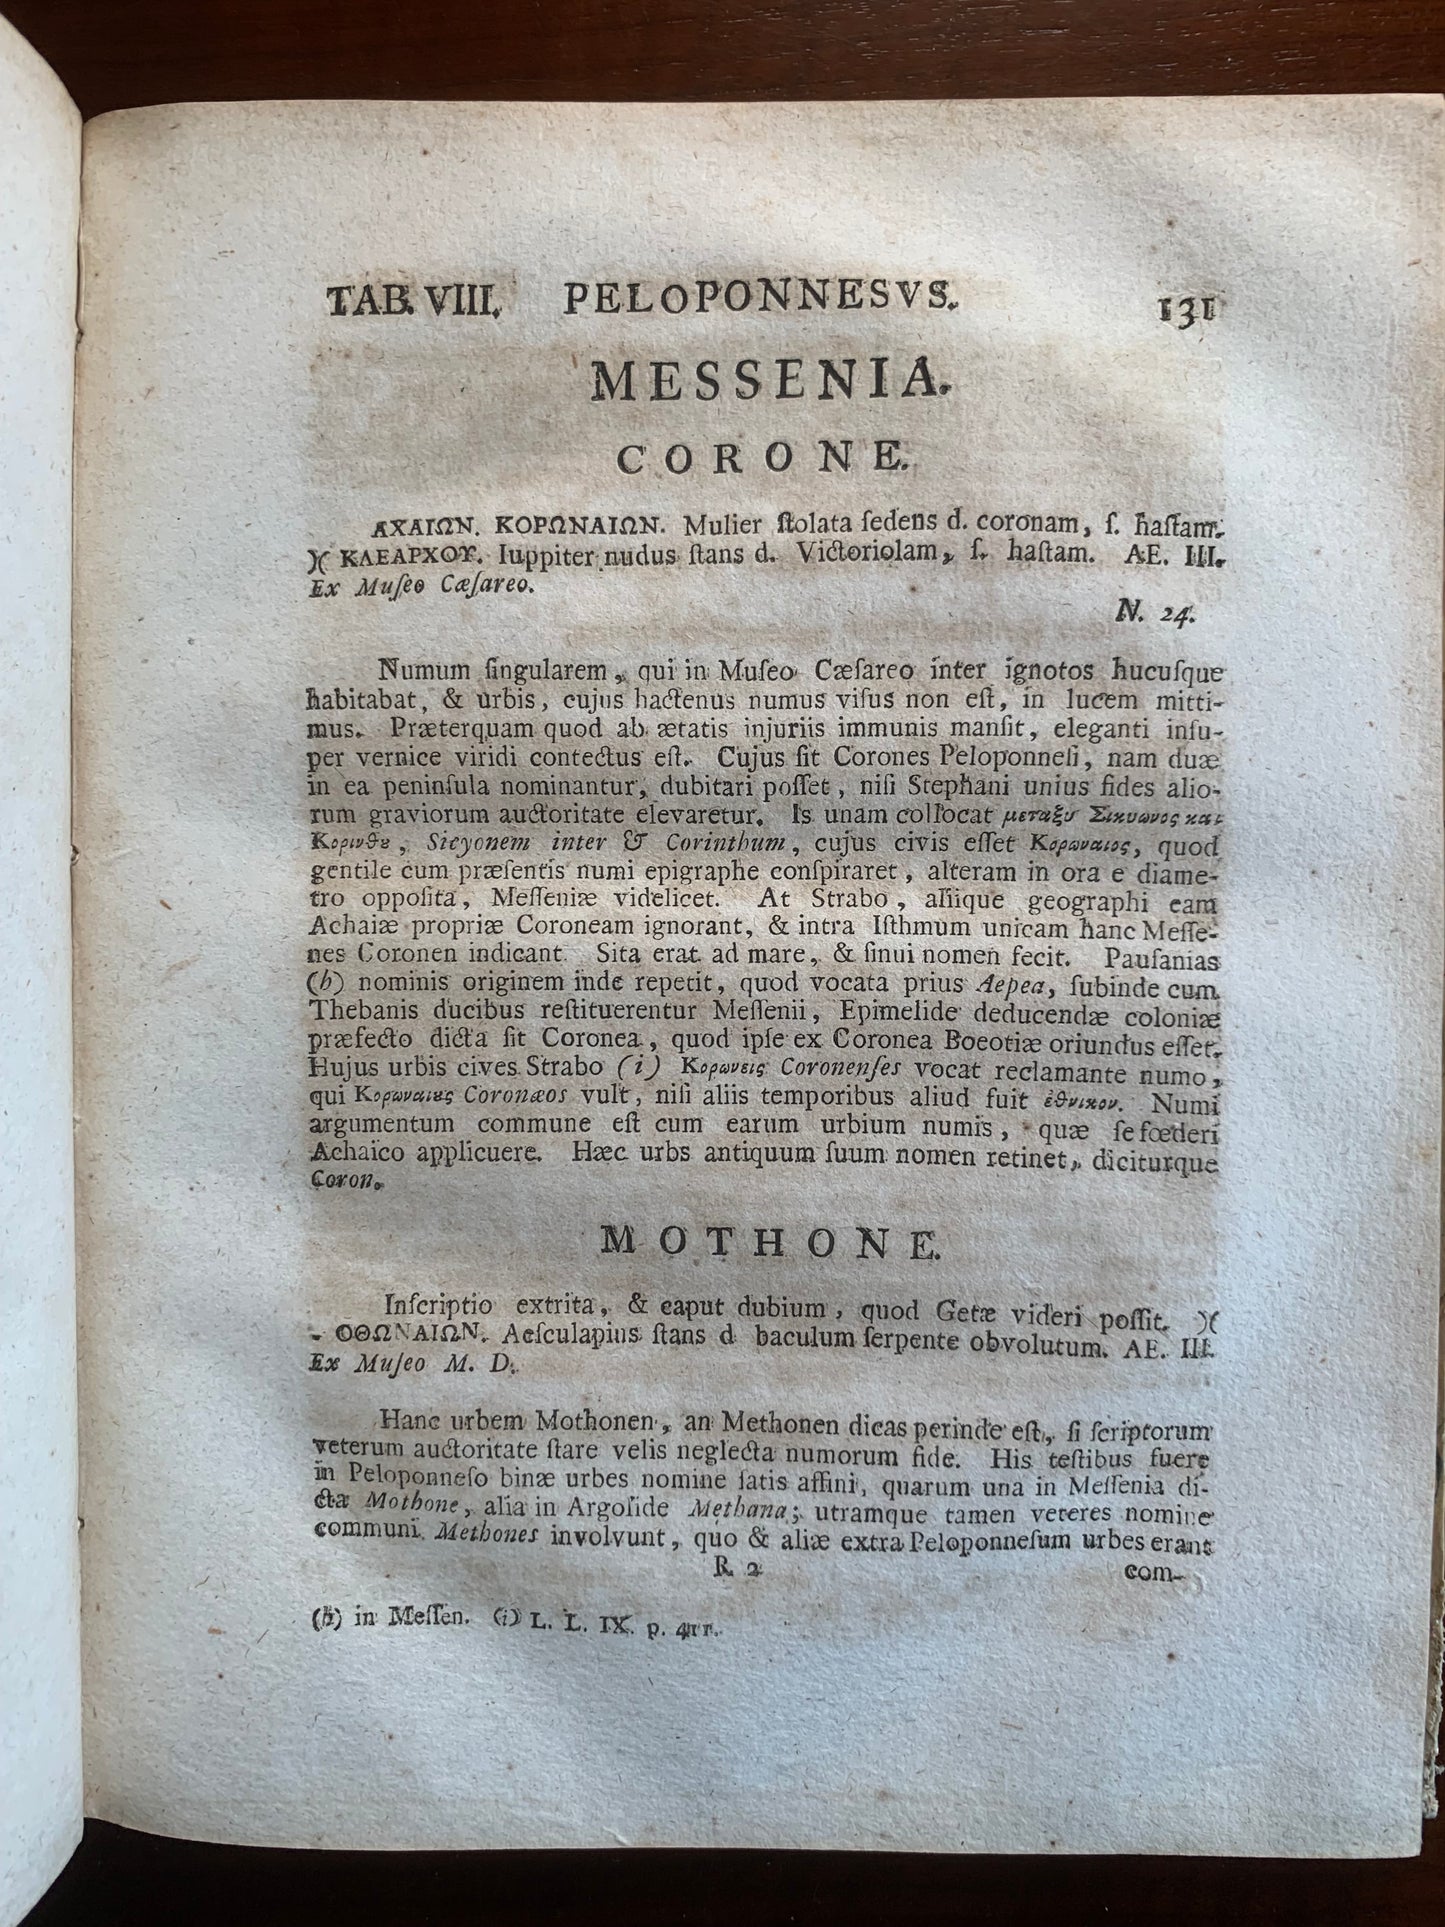 TAB. VIII. PELOPONNESVS. 131
MESSENIA.
CORONE.
ΑΧΑΙΩΝ. ΚΟΡΩΝΑΙΩΝ. Mulier ſtolata ſedens d. coronam, ſ. haſtam.
)( ΚΛΕΑΡΧΟΥ. Iuppiter nudus ſtans d. Victoriolam, ſ. haſtam. AE. III.
Ex Muſeo Cæſareo.
N. 24.
Numum ſingularem, qui in Muſeo Cæſareo inter ignotos hucuſque
habitabat, & urbis, cujus hactenus numus viſus non eſt, in lucem mitti-
mus. Præterquam quod ab ætatis injuriis immunis manſit, eleganti inſu-
per vernice viridi contectus eſt. Cujus ſit Corones Peloponneſi, nam duæ
in ea peninſula nominantur, dubitari poſſet, niſi Stephani unius fides alio-
rum graviorum auctoritate elevaretur. Is unam collocat μεταξυ Σικυωνος και
Κορινθȣ, Sicyonem inter & Corinthum, cujus civis eſſet Κορωναιος, quod
gentile cum præſentis numi epigraphe conſpiraret, alteram in ora e diame-
tro oppoſita, Meſſeniæ videlicet. At Strabo, aliique geographi eam
Achaiæ propriæ Coroneam ignorant, & intra Iſthmum unicam hanc Meſſe-
nes Coronen indicant. Sita erat ad mare, & ſinui nomen fecit. Pauſanias
(h) nominis originem inde repetit, quod vocata prius Aepea, ſubinde cum
Thebanis ducibus reſtituerentur Meſſenii, Epimelide deducendæ coloniæ
præfecto dicta ſit Coronea, quod ipſe ex Coronea Boeotiæ oriundus eſſet.
Hujus urbis cives Strabo (i) Κορωνεις Coronenſes vocat reclamante numo,
qui Κορωναιȣς Coronæos vult, niſi aliis temporibus aliud fuit ἐθνικον. Numi
argumentum commune eſt cum earum urbium numis, quæ ſe fœderi
Achaico applicuere. Hæc urbs antiquum ſuum nomen retinet, diciturque
Coron.
MOTHONE.
Inſcriptio extrita, & caput dubium, quod Getæ videri poſſit. )(
. ΟΘΩΝΑΙΩΝ. Aeſculapius ſtans d baculum ſerpente obvolutum. AE. III.
Ex Muſeo M. D.
Hanc urbem Mothonen, an Methonen dicas perinde eſt, ſi ſcriptorum
veterum auctoritate ſtare velis neglecta numorum fide. His teſtibus fuere
in Peloponneſo binæ urbes nomine ſatis affini, quarum una in Meſſenia di-
cta Mothone, alia in Argolide Methana; utramque tamen veteres nomine
communi Methones involvunt, quo & aliæ extra Peloponneſum urbes erant
R 2 com-
(h) in Meſſen. (i) L. L. IX. p. 411.